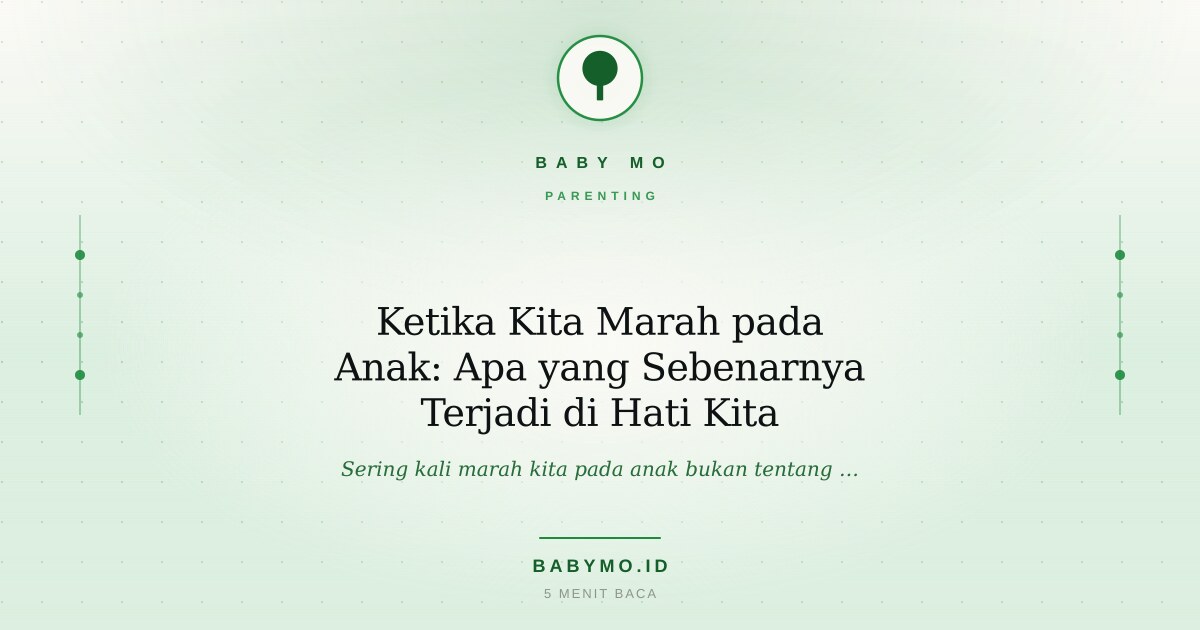 BABY MO
PARENTING
Ketika Kita Marah pada
Anak: Apa yang Sebenarnya
Terjadi di Hati Kita
Sering kali marah kita pada anak bukan tentang ...
BABYMO.ID
5 MENIT BACA